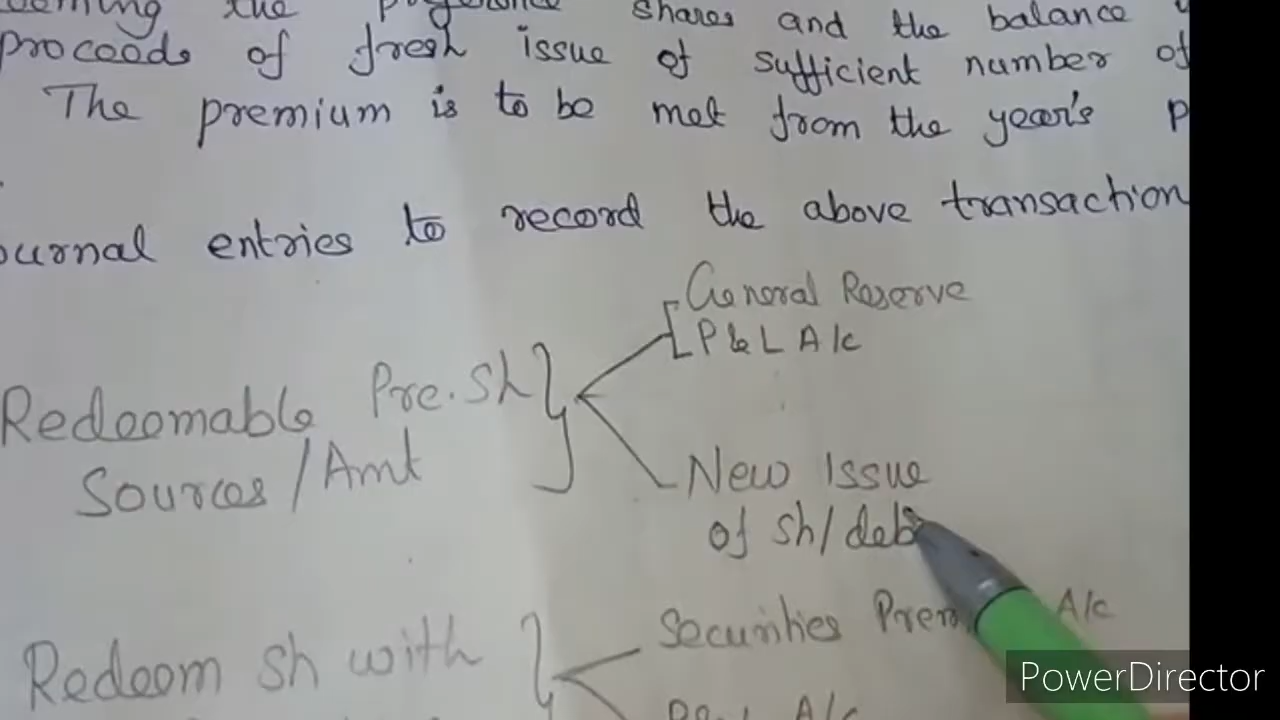 shares and the balance
proceeds of fresh issue of sufficient number of
The premium is to be met from the year's P
ournal entries to record the above transaction
General Reserve
P & L A/c
Redeemable Pre.Sh
Sources/Amt
New Issue
of Sh/deb
Securities Prem A/c
Redeem Sh with
A/c
PowerDirector